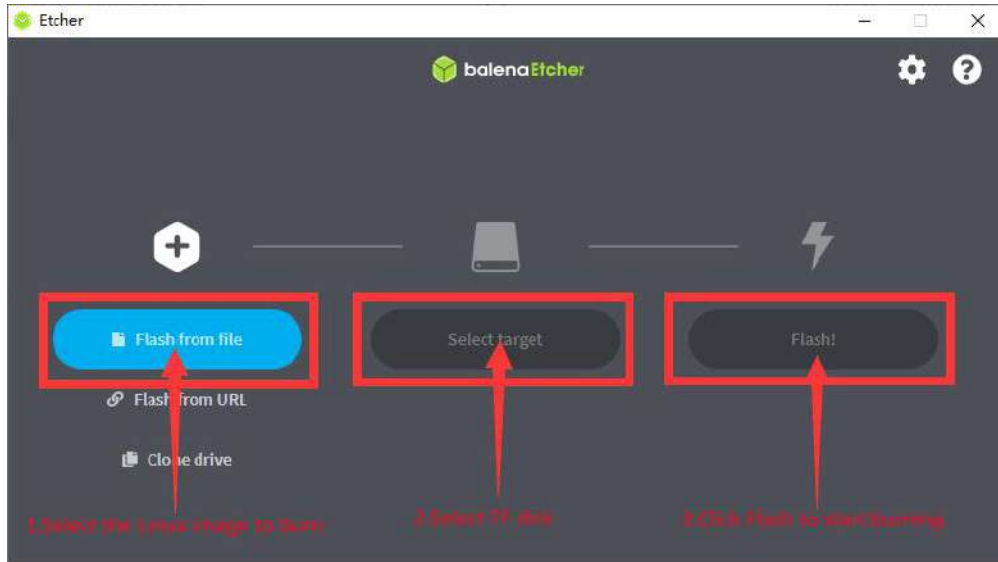 Etcher
balenaEtcher
Flash from file
Select target
Flash!
Flash from URL
Clone drive
1.Select the Linux image to burn
2.Select TF disk
3.Click Flash to start burning